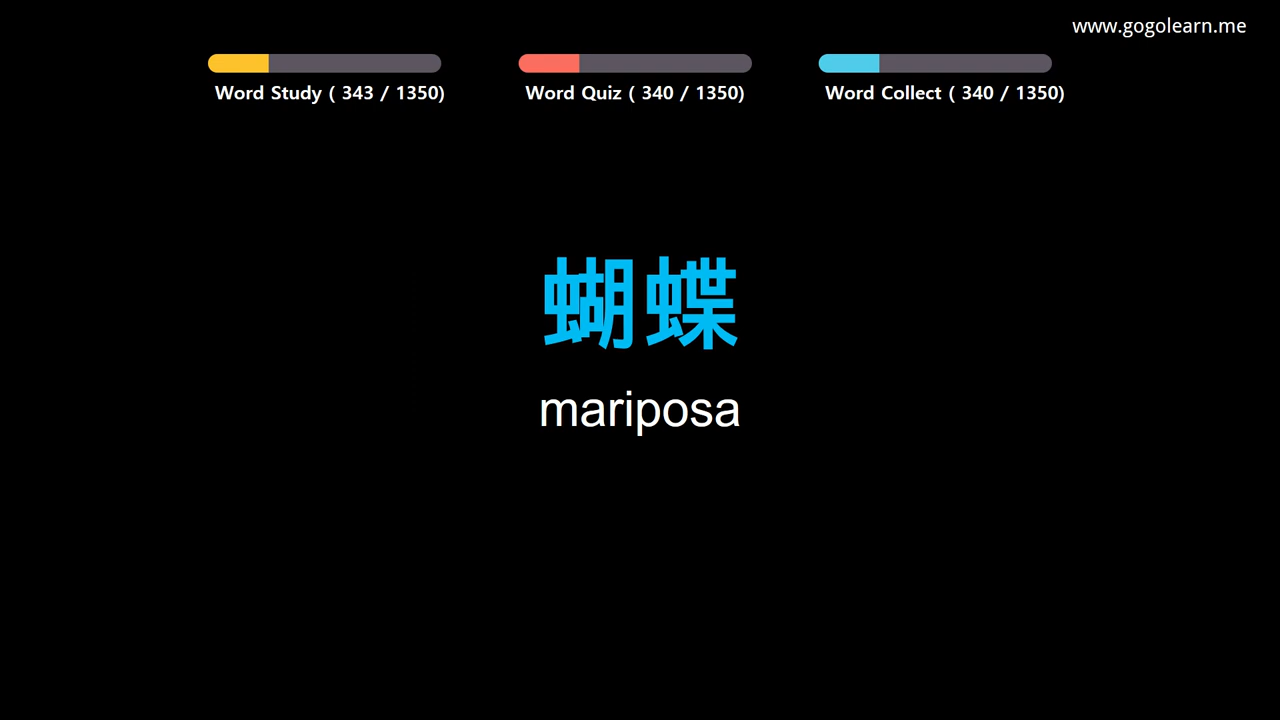 www.gogolearn.me
Word Study ( 343 / 1350)
Word Quiz ( 340 / 1350)
Word Collect ( 340 / 1350)
蝴蝶
mariposa